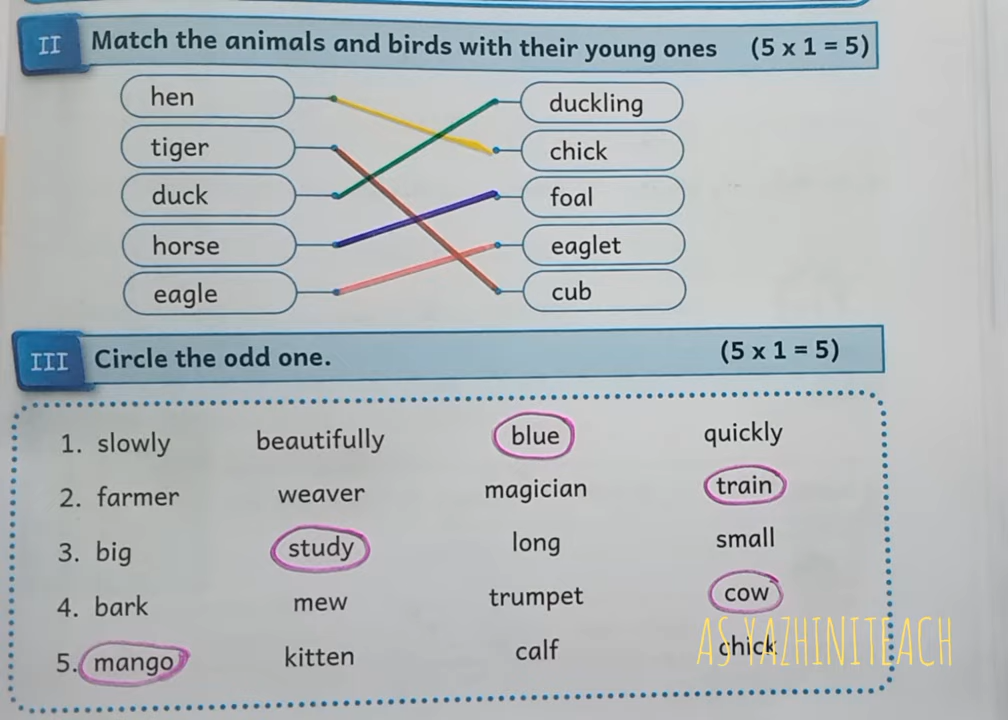 II Match the animals and birds with their young ones (5 x 1 = 5)
hen duckling
tiger chick
duck foal
horse eaglet
eagle cub
III Circle the odd one. (5 x 1 = 5)
1. slowly beautifully blue quickly
2. farmer weaver magician train
3. big study long small
4. bark mew trumpet cow
5. mango kitten calf chick
AS YAZHINITEACH